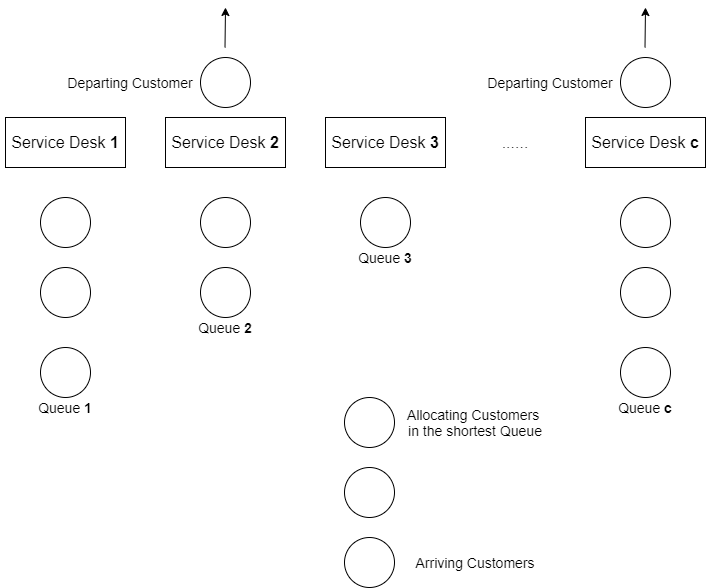 Departing Customer
Departing Customer
Service Desk 1
Service Desk 2
Service Desk 3
......
Service Desk c
Queue 3
Queue 2
Queue 1
Queue c
Allocating Customers
in the shortest Queue
Arriving Customers